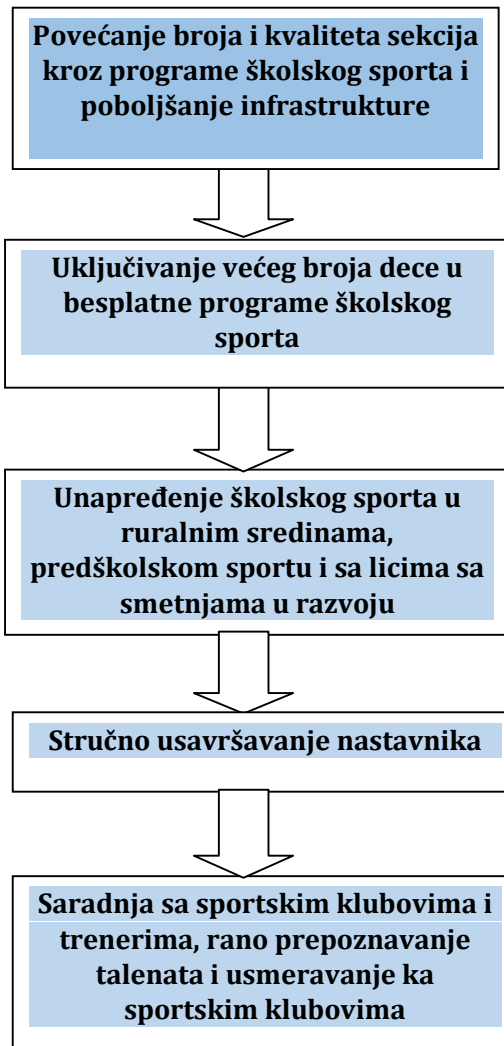 Povećanje broja i kvaliteta sekcija
kroz programe školskog sporta i
poboljšanje infrastrukture
Uključivanje većeg broja dece u
besplatne programe školskog
sporta
Unapređenje školskog sporta u
ruralnim sredinama,
predškolskom sportu i sa licima sa
smetnjama u razvoju
Stručno usavršavanje nastavnika
Saradnja sa sportskim klubovima i
trenerima, rano prepoznavanje
talenata i usmeravanje ka
sportskim klubovima